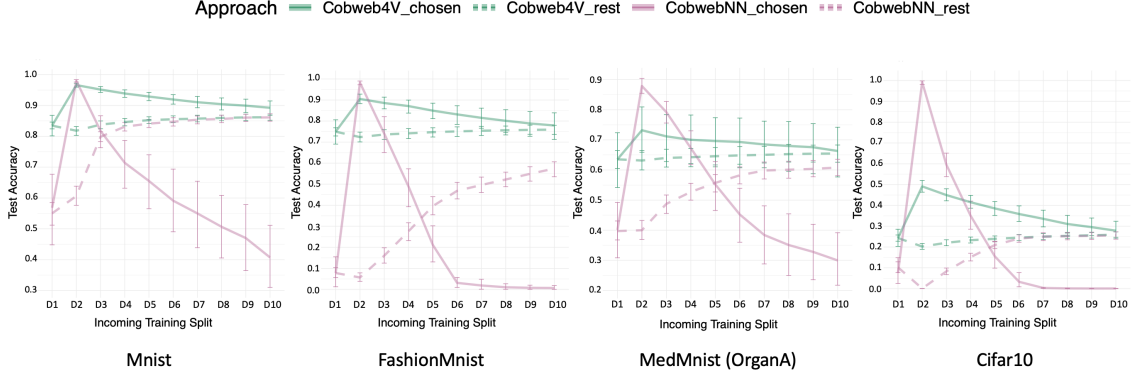 Approach Cobweb4V_chosen Cobweb4V_rest CobwebNN_chosen CobwebNN_rest
Test Accuracy
1.0
0.9
0.8
0.7
0.6
0.5
0.4
0.3
D1 D2 D3 D4 D5 D6 D7 D8 D9 D10
Incoming Training Split
Mnist
Test Accuracy
1.0
0.9
0.8
0.7
0.6
0.5
0.4
0.3
0.2
0.1
0.0
D1 D2 D3 D4 D5 D6 D7 D8 D9 D10
Incoming Training Split
FashionMnist
Test Accuracy
0.9
0.8
0.7
0.6
0.5
0.4
0.3
0.2
D1 D2 D3 D4 D5 D6 D7 D8 D9 D10
Incoming Training Split
MedMnist (OrganA)
Test Accuracy
1.0
0.9
0.8
0.7
0.6
0.5
0.4
0.3
0.2
0.1
0.0
D1 D2 D3 D4 D5 D6 D7 D8 D9 D10
Incoming Training Split
Cifar10